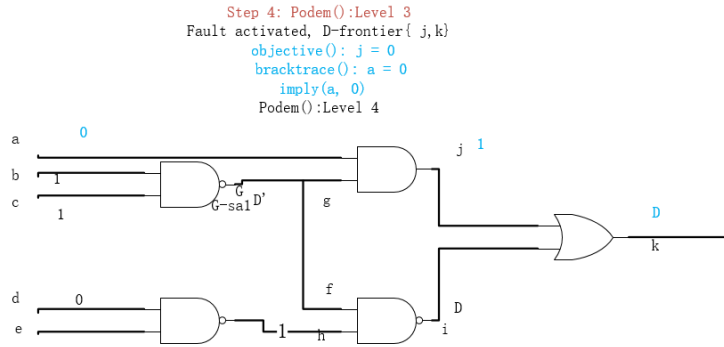 Step 4: Podem():Level 3
Fault activated, D-frontier{ j,k}
objective(): j = 0
bracktrace(): a = 0
imply(a, 0)
Podem():Level 4
a
0
j
1
b
1
G
G-sa1
D'
g
c
1
D
k
d
0
f
D
e
1
h
i